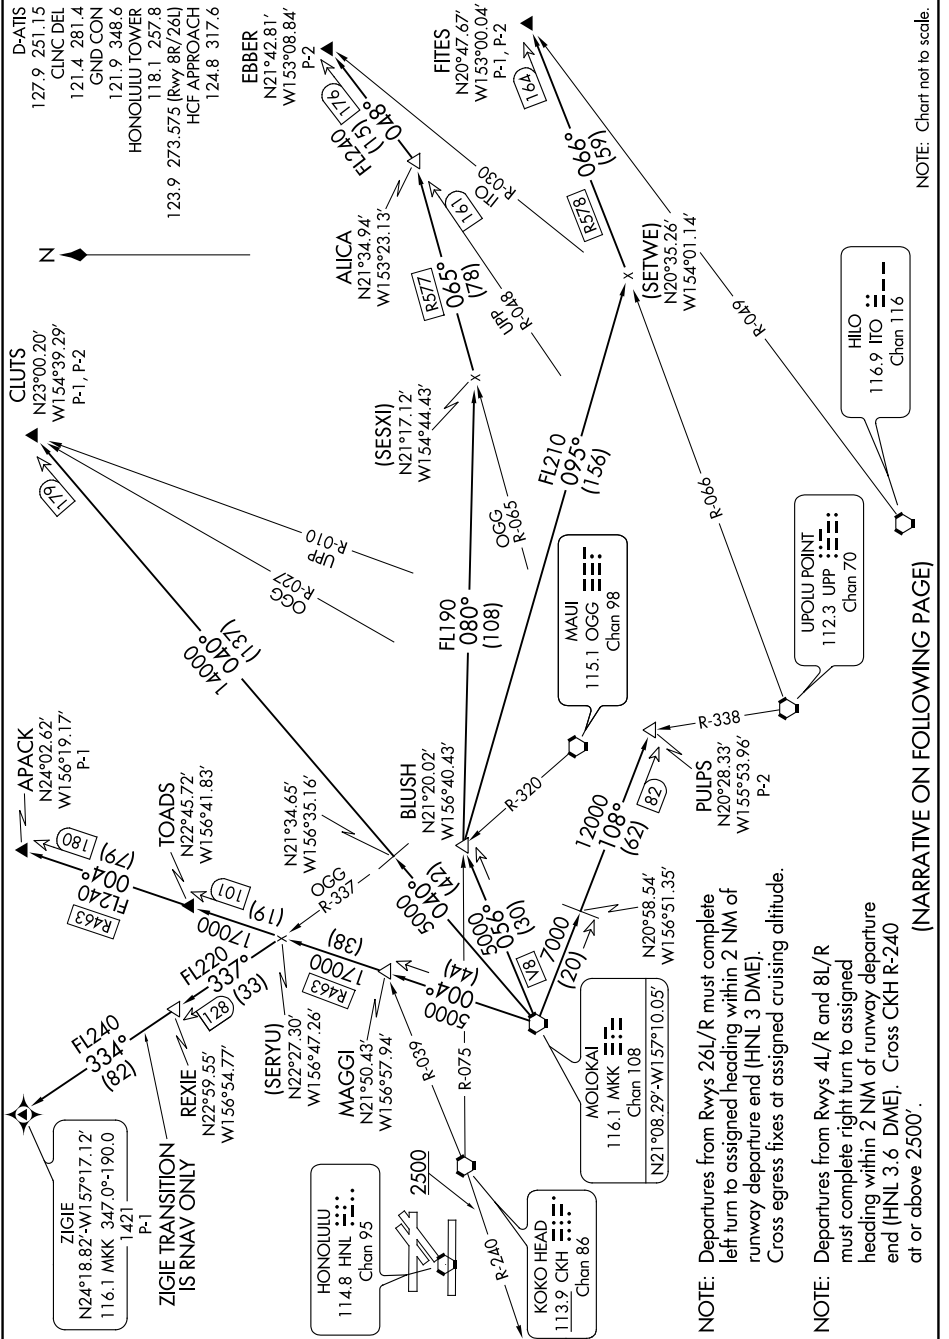 D-ATIS
127.9 251.15
CLNC DEL
121.4 281.4
GND CON
121.9 348.6
HONOLULU TOWER
118.1 257.8
123.9 273.575 (Rwy 8R/26L)
HCF APPROACH
124.8 317.6
N
EBBER
N21°42.81'
W153°08.84'
P-2
FITES
N20°47.67'
W153°00.04'
P-1, P-2
CLUTS
N23°00.20'
W154°39.29'
P-1, P-2
176
FL240
048°
(15)
ALICA
N21°34.94'
W153°23.13'
161
R577
065°
(78)
UPP
R-048
ITO
R-030
164
066°
(59)
R578
(SETWE)
N20°35.26'
W154°01.14'
(SESXI)
N21°17.12'
W154°44.43'
OGG
R-065
R-049
HILO
116.9 ITO
Chan 116
NOTE: Chart not to scale.
179
UPP
R-010
OGG
R-027
14000
040°
(137)
FL190
080°
(108)
FL210
095°
(156)
R-066
APACK
N24°02.62'
W156°19.17'
P-1
180
(79)
004°
FL240
R463
TOADS
N22°45.72'
W156°41.83'
101
(19)
17000
N21°34.65'
W156°35.16'
OGG
R-337
BLUSH
N21°20.02'
W156°40.43'
R-320
MAUI
115.1 OGG
Chan 98
UPOLU POINT
112.3 UPP
Chan 70
R-338
PULPS
N20°28.33'
W155°53.96'
P-2
82
12000
108°
(62)
N20°58.54'
W156°51.35'
7000
(20)
V8
5000
056°
(30)
5000
040°
(42)
(38)
17000
R463
(44)
004°
5000
FL220
337°
(33)
128
FL240
334°
(82)
REXIE
N22°59.55'
W156°54.77'
(SERYU)
N22°27.30'
W156°47.26'
MAGGI
N21°50.43'
W156°57.94'
R-039
R-075
MOLOKAI
116.1 MKK
Chan 108
N21°08.29'-W157°10.05'
ZIGIE
N24°18.82'-W157°17.12'
116.1 MKK 347.0°-190.0
1421
P-1
ZIGIE TRANSITION
IS RNAV ONLY
HONOLULU
114.8 HNL
Chan 95
2500
R-240
KOKO HEAD
113.9 CKH
Chan 86
NOTE: Departures from Rwys 26L/R must complete
left turn to assigned heading within 2 NM of
runway departure end (HNL 3 DME).
Cross egress fixes at assigned cruising altitude.
NOTE: Departures from Rwys 4L/R and 8L/R
must complete right turn to assigned
heading within 2 NM of runway departure
end (HNL 3.6 DME). Cross CKH R-240
at or above 2500'.
(NARRATIVE ON FOLLOWING PAGE)